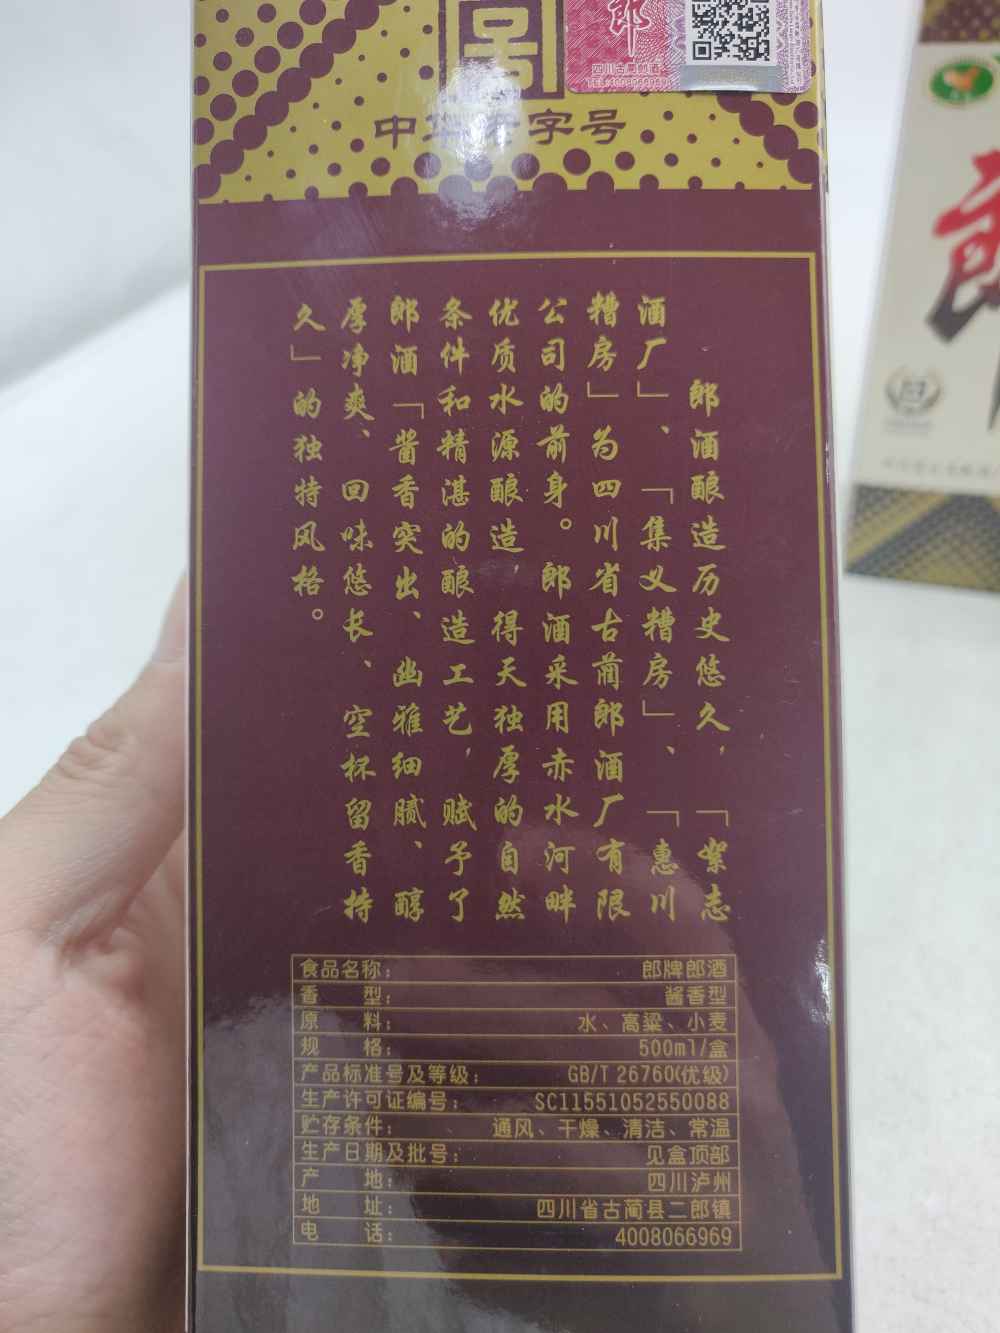 郎
四川古蔺郎酒
TEL:4008066969
中华老字号
郎酒酿造历史悠久，「絮志
酒厂」、「集义糟房」、「惠川
糟房」为四川省古蔺郎酒厂有限
公司的前身。郎酒采用赤水河畔
优质水源酿造 得天独厚的自然
条件和精湛的酿造工艺，赋予了
郎酒「酱香突出、幽雅细腻、醇
厚净爽、回味悠长、空杯留香持
久」的独特风格。
食品名称： 郎牌郎酒
香 型： 酱香型
原 料： 水、高粱、小麦
规 格： 500ml/盒
产品标准号及等级： GB/T 26760(优级)
生产许可证编号： SC11551052550088
贮存条件： 通风、干燥、清洁、常温
生产日期及批号： 见盒顶部
产 地： 四川泸州
地 址： 四川省古蔺县二郎镇
电 话： 4008066969